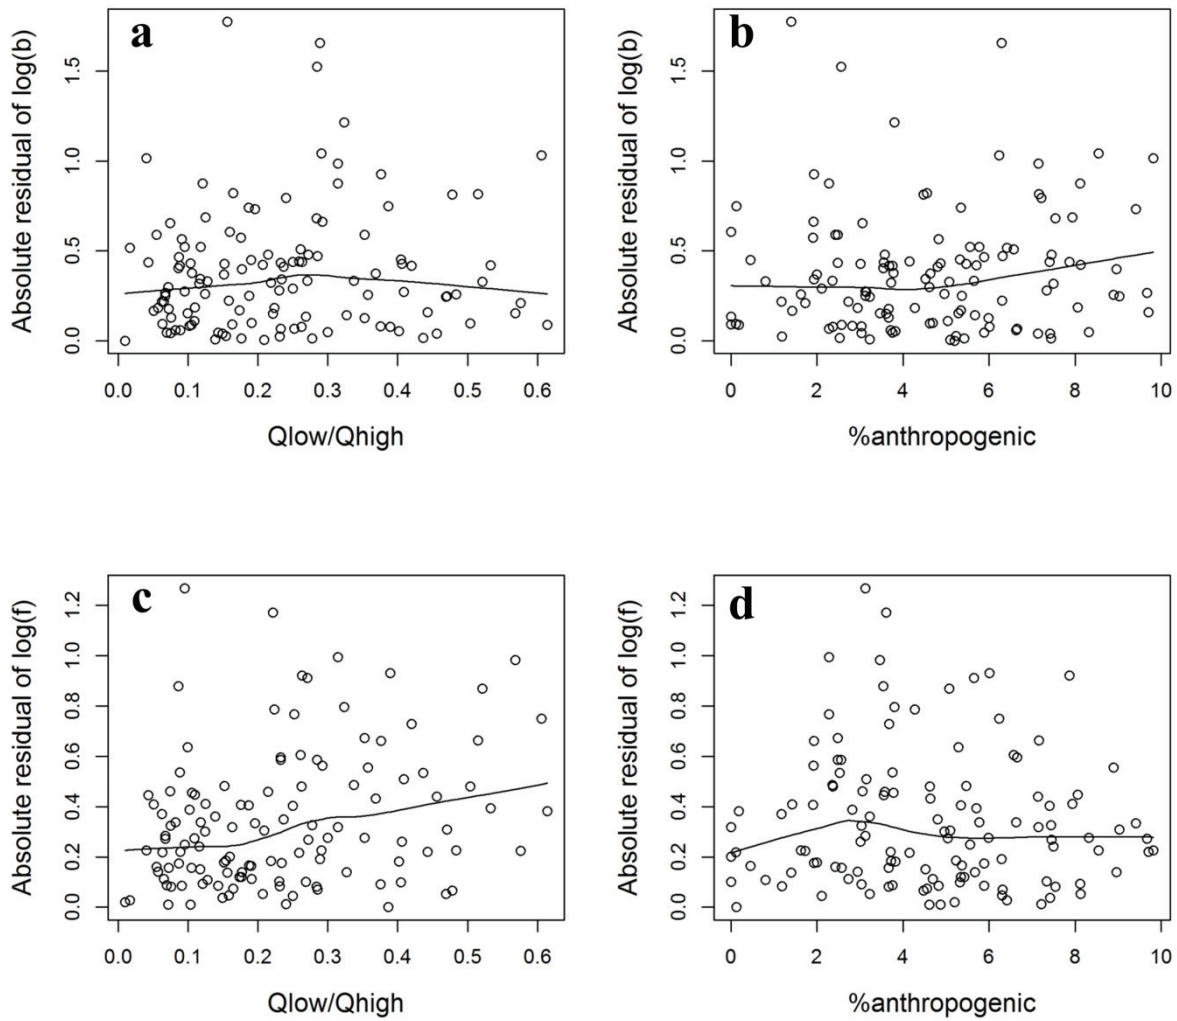 a
Absolute residual of log(b)
1.5
1.0
0.5
0.0
0.0 0.1 0.2 0.3 0.4 0.5 0.6
Qlow/Qhigh
b
Absolute residual of log(b)
1.5
1.0
0.5
0.0
0 2 4 6 8 10
%anthropogenic
c
Absolute residual of log(f)
1.2
1.0
0.8
0.6
0.4
0.2
0.0
0.0 0.1 0.2 0.3 0.4 0.5 0.6
Qlow/Qhigh
d
Absolute residual of log(f)
1.2
1.0
0.8
0.6
0.4
0.2
0.0
0 2 4 6 8 10
%anthropogenic